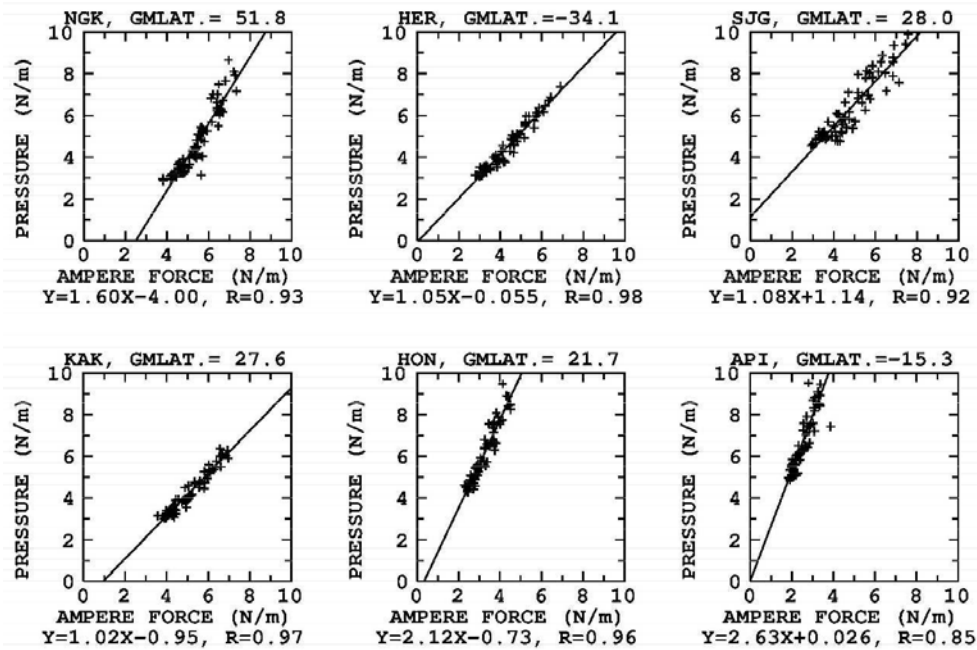 NGK, GMLAT.= 51.8
10
8
6
4
2
0
PRESSURE (N/m)
0 2 4 6 8 10
AMPERE FORCE (N/m)
Y=1.60X-4.00, R=0.93
HER, GMLAT.=-34.1
10
8
6
4
2
0
PRESSURE (N/m)
0 2 4 6 8 10
AMPERE FORCE (N/m)
Y=1.05X-0.055, R=0.98
SJG, GMLAT.= 28.0
10
8
6
4
2
0
PRESSURE (N/m)
0 2 4 6 8 10
AMPERE FORCE (N/m)
Y=1.08X+1.14, R=0.92
KAK, GMLAT.= 27.6
10
8
6
4
2
0
PRESSURE (N/m)
0 2 4 6 8 10
AMPERE FORCE (N/m)
Y=1.02X-0.95, R=0.97
HON, GMLAT.= 21.7
10
8
6
4
2
0
PRESSURE (N/m)
0 2 4 6 8 10
AMPERE FORCE (N/m)
Y=2.12X-0.73, R=0.96
API, GMLAT.=-15.3
10
8
6
4
2
0
PRESSURE (N/m)
0 2 4 6 8 10
AMPERE FORCE (N/m)
Y=2.63X+0.026, R=0.85